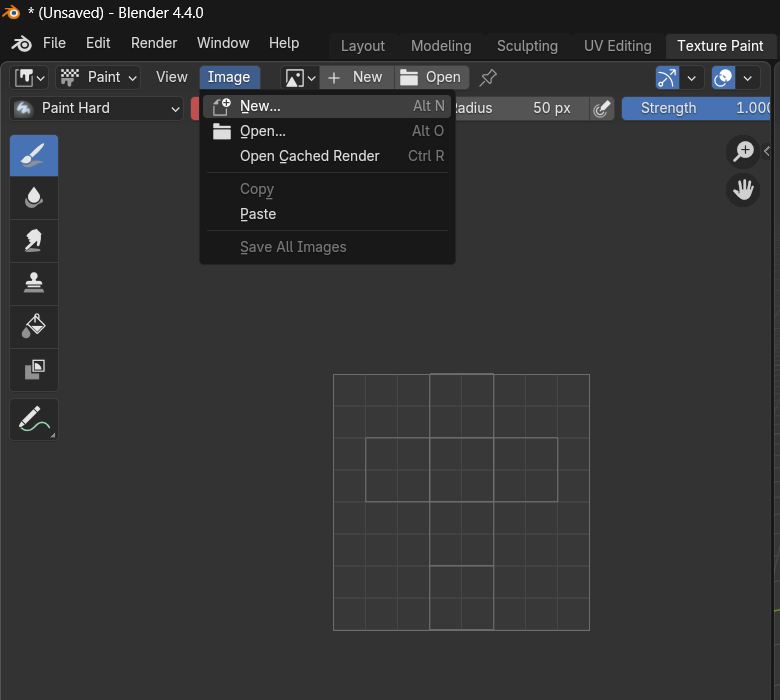 * (Unsaved) - Blender 4.4.0
File Edit Render Window Help Layout Modeling Sculpting UV Editing Texture Paint
Paint View Image New Open
Paint Hard Radius 50 px Strength 1.000
New... Alt N
Open... Alt O
Open Cached Render Ctrl R
Copy
Paste
Save All Images